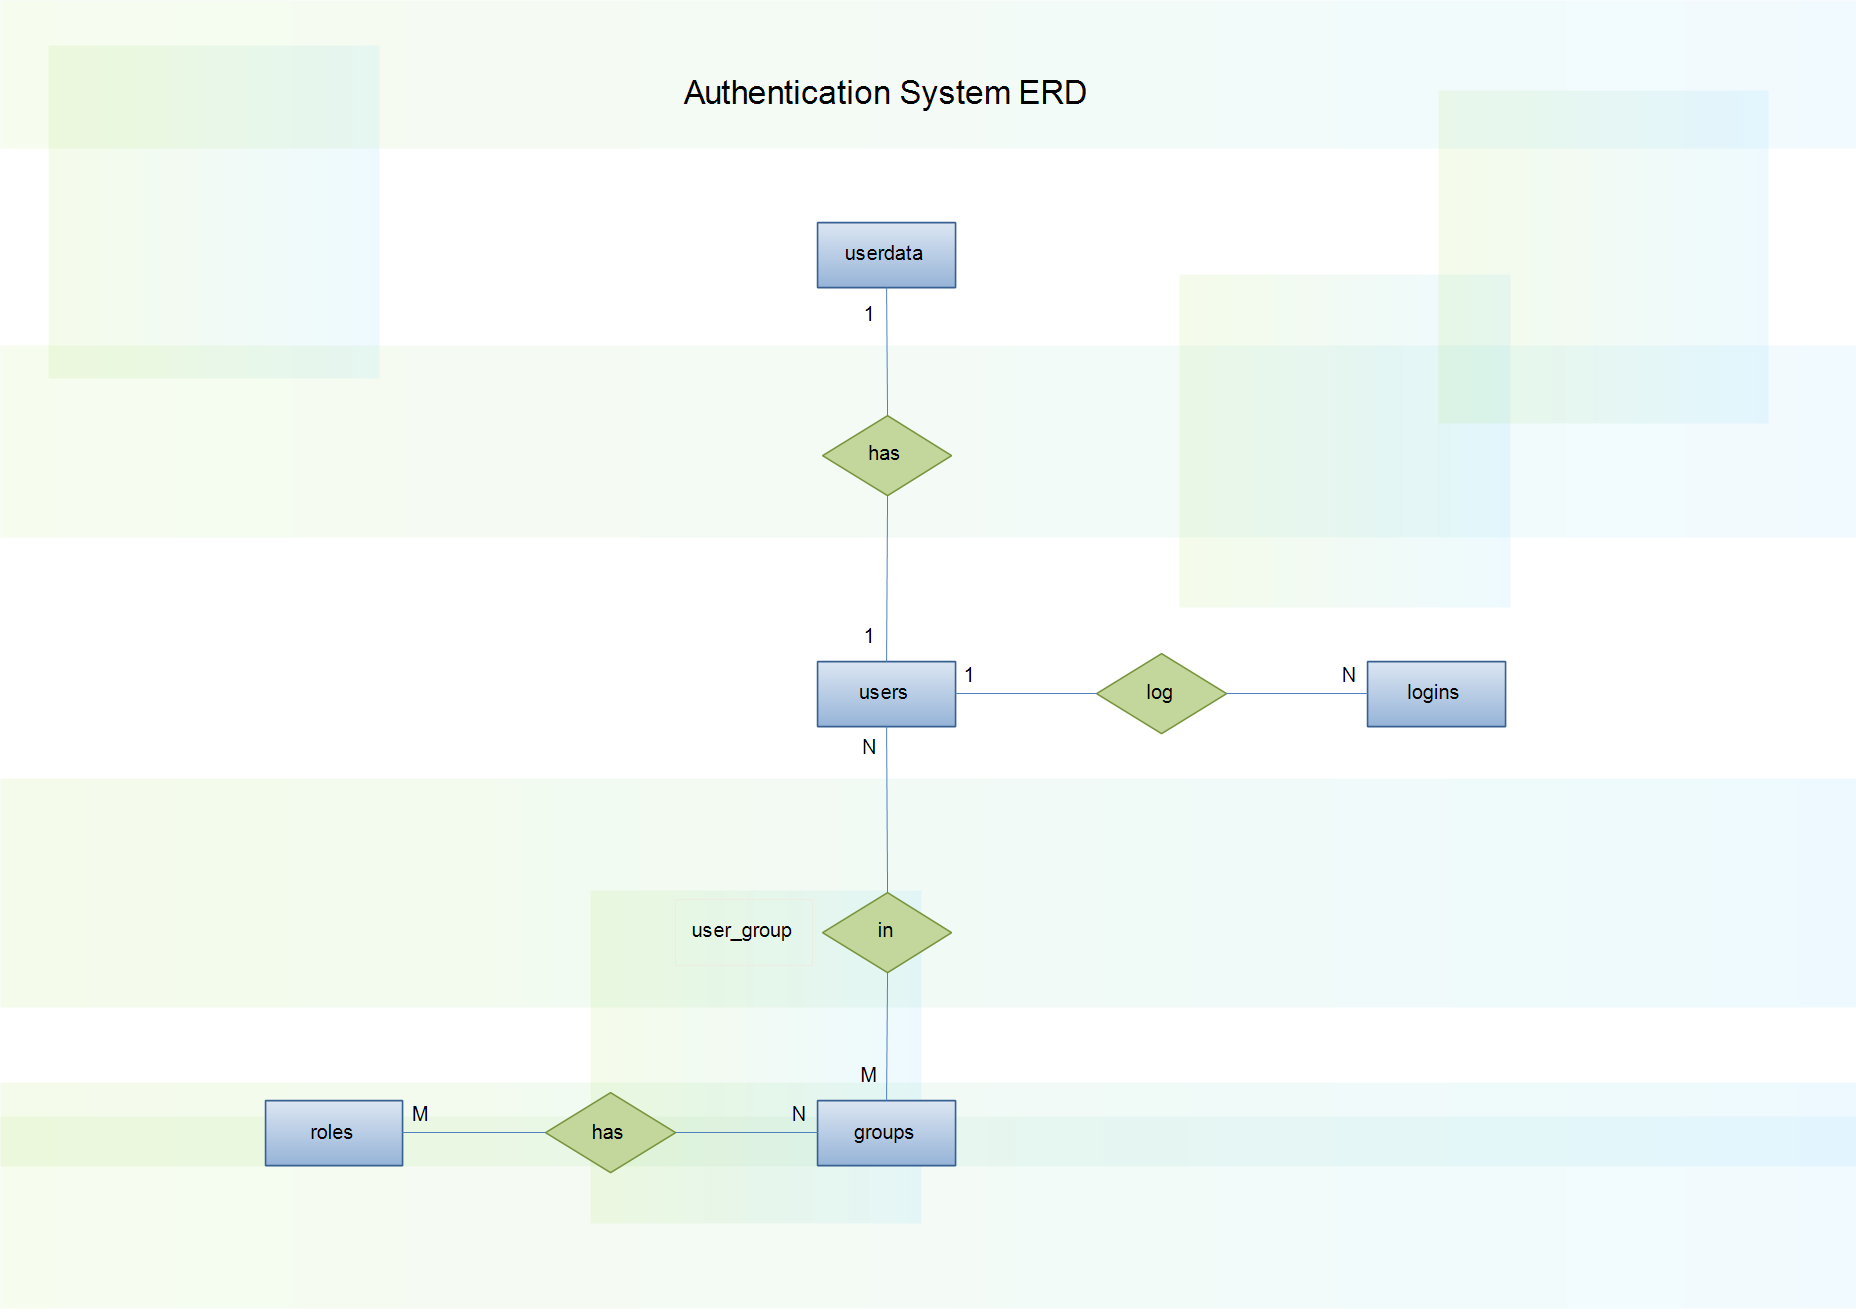 Authentication System ERD
userdata
1
has
1
users
1
log
N
logins
N
user_group
in
M
roles
M
has
N
groups